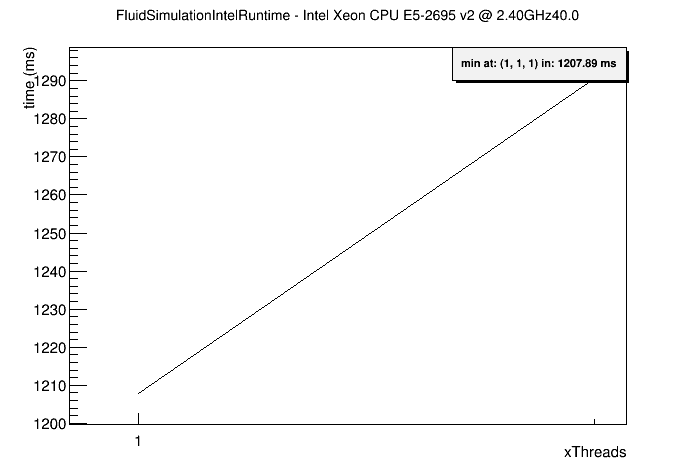 FluidSimulationIntelRuntime - Intel Xeon CPU E5-2695 v2 @ 2.40GHz40.0
time (ms)
min at: (1, 1, 1) in: 1207.89 ms
1290
1280
1270
1260
1250
1240
1230
1220
1210
1200
1
xThreads